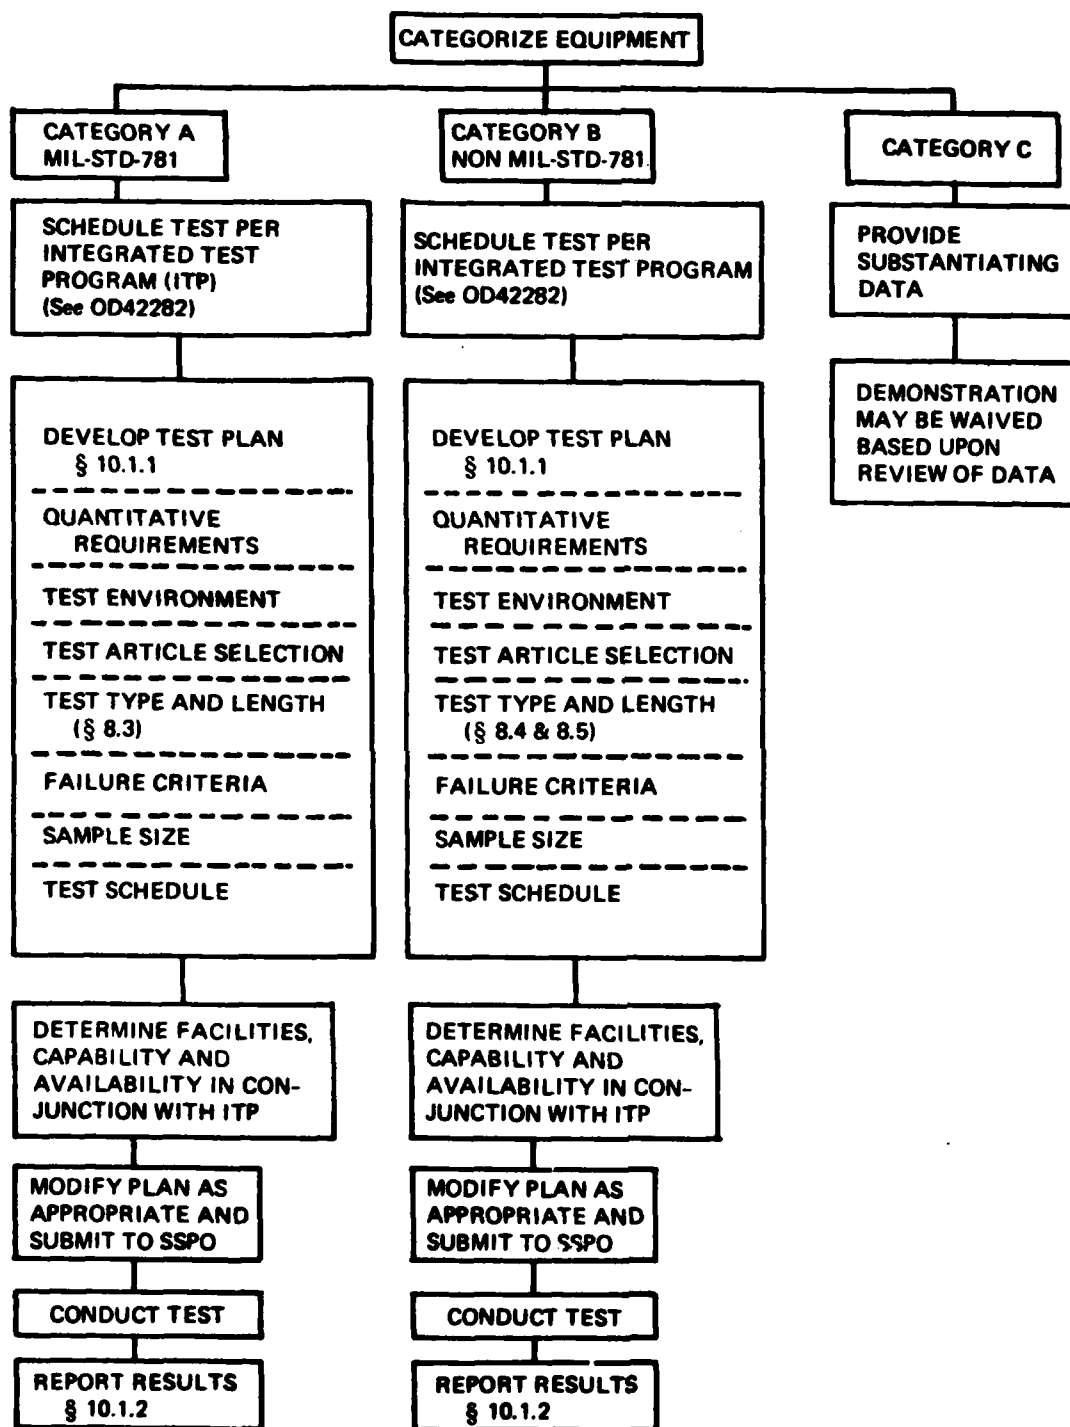 CATEGORIZE EQUIPMENT
CATEGORY A
MIL-STD-781
SCHEDULE TEST PER
INTEGRATED TEST
PROGRAM (ITP)
(See OD42282)
DEVELOP TEST PLAN
§ 10.1.1
QUANTITATIVE
REQUIREMENTS
TEST ENVIRONMENT
TEST ARTICLE SELECTION
TEST TYPE AND LENGTH
(§ 8.3)
FAILURE CRITERIA
SAMPLE SIZE
TEST SCHEDULE
DETERMINE FACILITIES,
CAPABILITY AND
AVAILABILITY IN CON-
JUNCTION WITH ITP
MODIFY PLAN AS
APPROPRIATE AND
SUBMIT TO SSPO
CONDUCT TEST
REPORT RESULTS
§ 10.1.2
CATEGORY B
NON MIL-STD-781
SCHEDULE TEST PER
INTEGRATED TEST PROGRAM
(See OD42282)
DEVELOP TEST PLAN
§ 10.1.1
QUANTITATIVE
REQUIREMENTS
TEST ENVIRONMENT
TEST ARTICLE SELECTION
TEST TYPE AND LENGTH
(§ 8.4 & 8.5)
FAILURE CRITERIA
SAMPLE SIZE
TEST SCHEDULE
DETERMINE FACILITIES,
CAPABILITY AND
AVAILABILITY IN CON-
JUNCTION WITH ITP
MODIFY PLAN AS
APPROPRIATE AND
SUBMIT TO SSPO
CONDUCT TEST
REPORT RESULTS
§ 10.1.2
CATEGORY C
PROVIDE
SUBSTANTIATING
DATA
DEMONSTRATION
MAY BE WAIVED
BASED UPON
REVIEW OF DATA